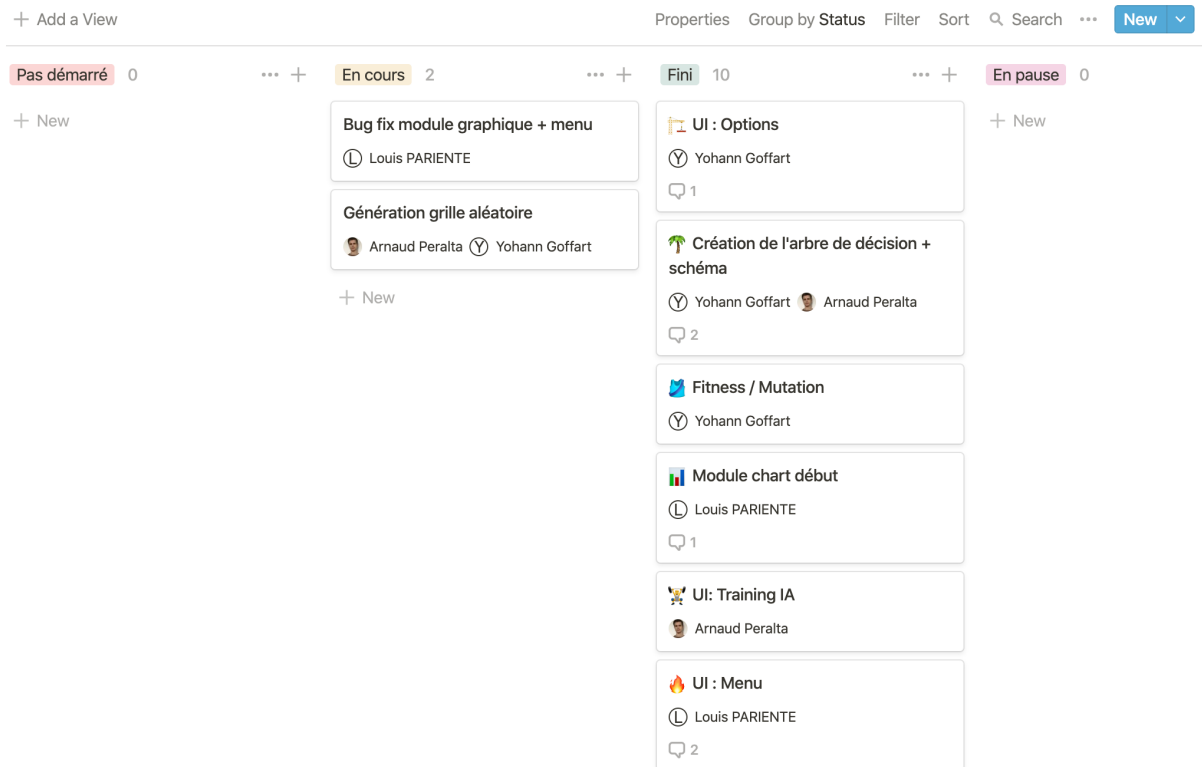 Add a View
Properties Group by Status Filter Sort Search New
Pas démarré 0
New
En cours 2
Bug fix module graphique + menu
L Louis PARIENTE
Génération grille aléatoire
Arnaud Peralta Y Yohann Goffart
New
Fini 10
UI : Options
Y Yohann Goffart
1
Création de l'arbre de décision +
schéma
Y Yohann Goffart Arnaud Peralta
2
Fitness / Mutation
Y Yohann Goffart
Module chart début
L Louis PARIENTE
1
UI: Training IA
Arnaud Peralta
UI : Menu
L Louis PARIENTE
2
En pause 0
New